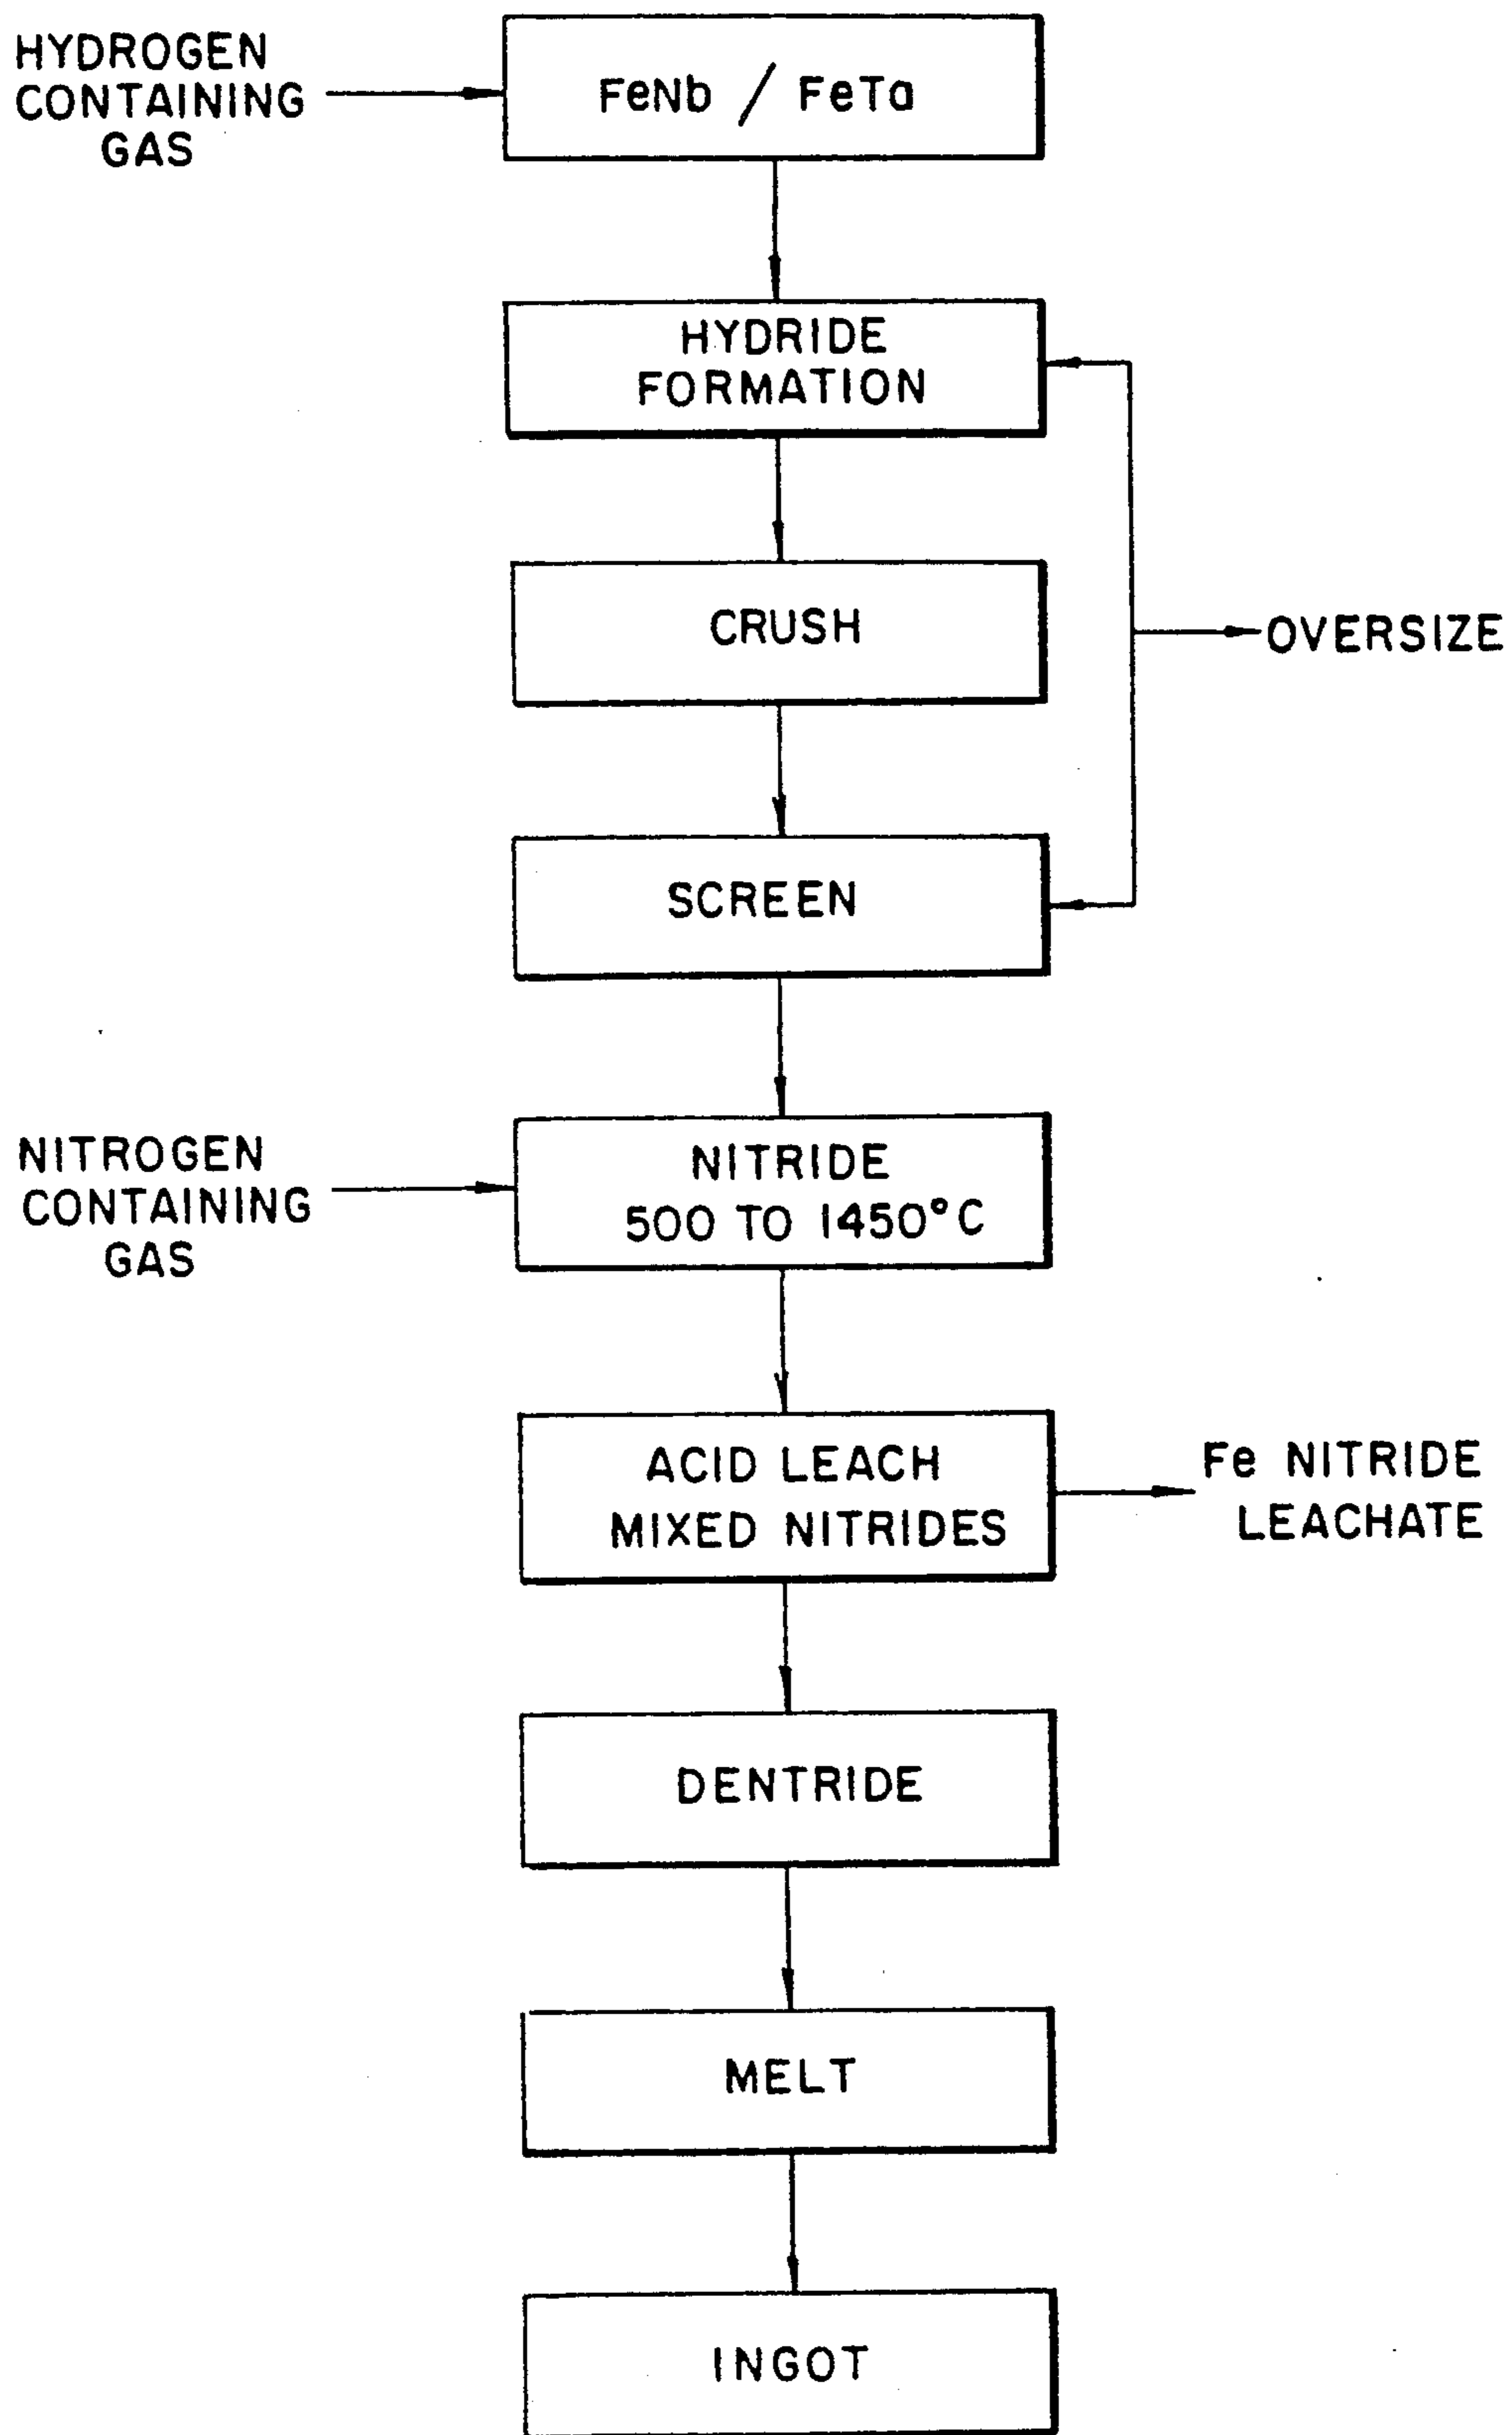 HYDROGEN
CONTAINING
GAS
FeNb / FeTa
HYDRIDE
FORMATION
CRUSH
OVERSIZE
SCREEN
NITROGEN
CONTAINING
GAS
NITRIDE
500 TO 1450°C
ACID LEACH
MIXED NITRIDES
Fe NITRIDE
LEACHATE
DENTRIDE
MELT
INGOT